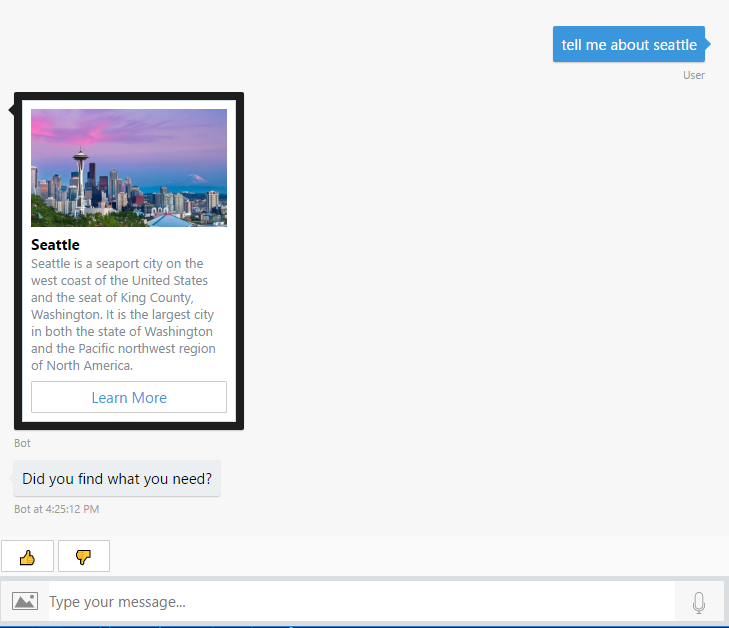 tell me about seattle
User
Seattle
Seattle is a seaport city on the
west coast of the United States
and the seat of King County,
Washington. It is the largest city
in both the state of Washington
and the Pacific northwest region
of North America.
Learn More
Bot
Did you find what you need?
Bot at 4:25:12 PM
Type your message...